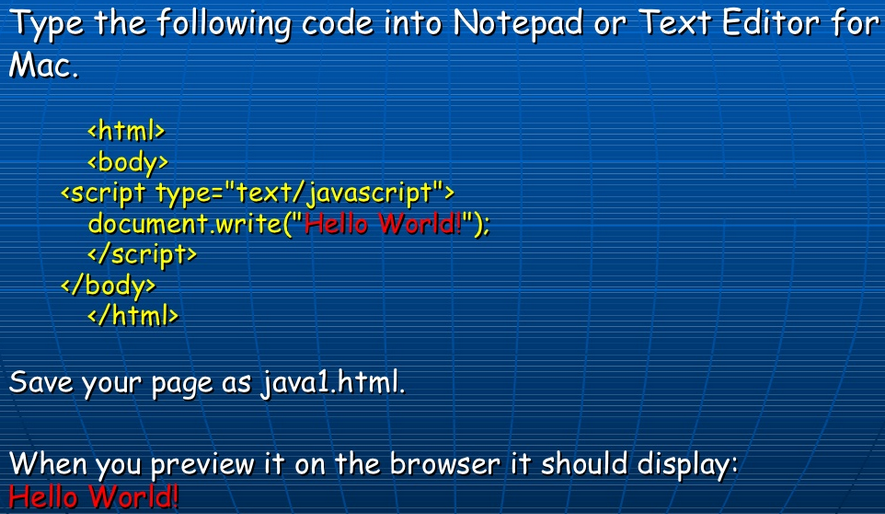 Type the following code into Notepad or Text Editor for
Mac.
<html>
<body>
<script type="text/javascript">
document.write("Hello World!");
</script>
</body>
</html>
Save your page as java1.html.
When you preview it on the browser it should display:
Hello World!